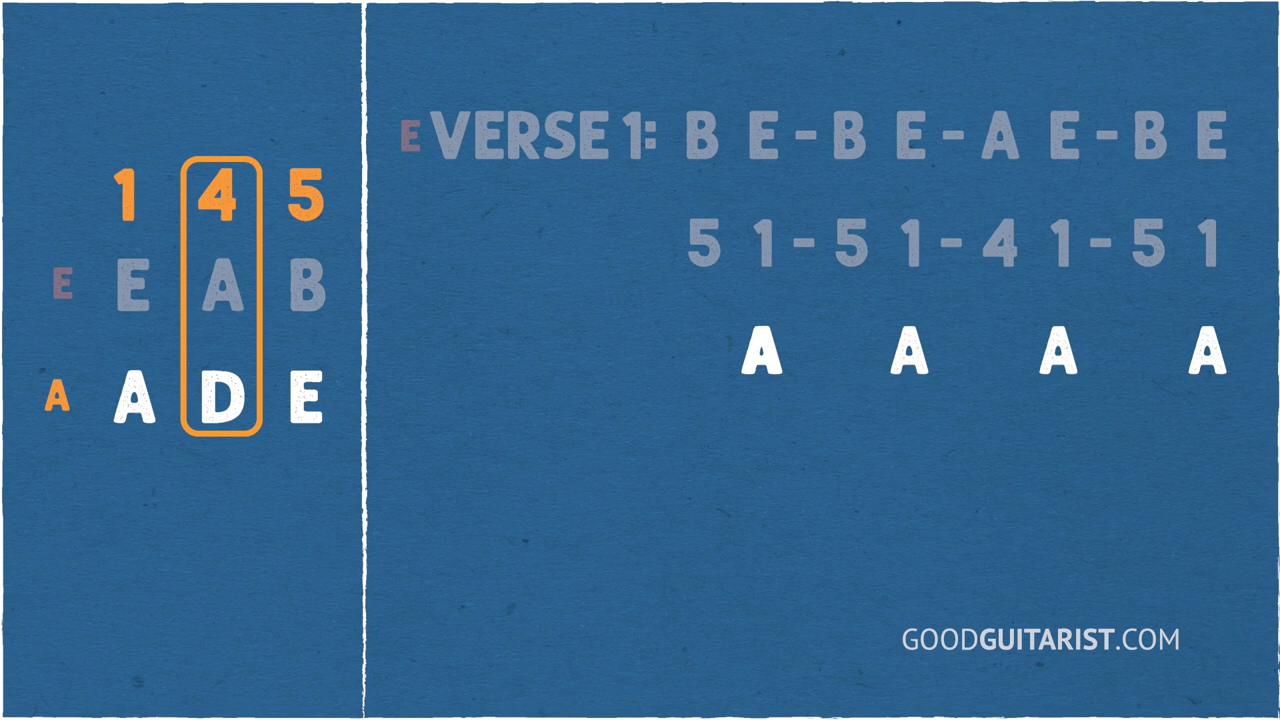 1 4 5
E E A B
A A D E
E VERSE 1: B E - B E - A E - B E
5 1 - 5 1 - 4 1 - 5 1
A A A A
GOODGUITARIST.COM